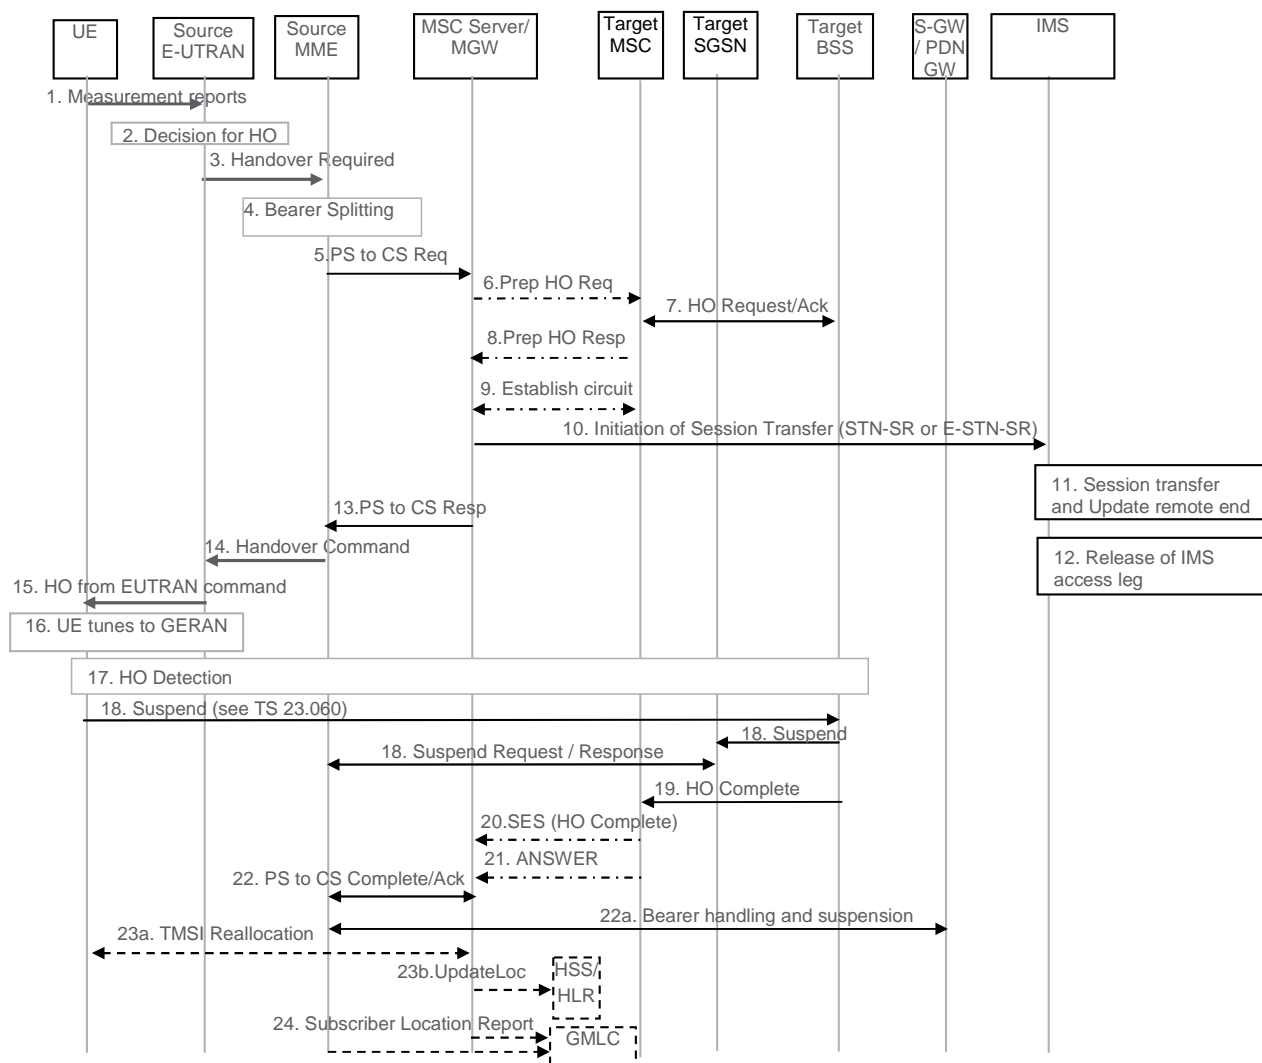 UE
Source
E-UTRAN
Source
MME
MSC Server/
MGW
Target
MSC
Target
SGSN
Target
BSS
S-GW
/ PDN
GW
IMS
1. Measurement reports
2. Decision for HO
3. Handover Required
4. Bearer Splitting
5.PS to CS Req
6.Prep HO Req
7. HO Request/Ack
8.Prep HO Resp
9. Establish circuit
10. Initiation of Session Transfer (STN-SR or E-STN-SR)
11. Session transfer
and Update remote end
13.PS to CS Resp
14. Handover Command
12. Release of IMS
access leg
15. HO from EUTRAN command
16. UE tunes to GERAN
17. HO Detection
18. Suspend (see TS 23.060)
18. Suspend
18. Suspend Request / Response
19. HO Complete
20.SES (HO Complete)
21. ANSWER
22. PS to CS Complete/Ack
22a. Bearer handling and suspension
23a. TMSI Reallocation
23b.UpdateLoc
HSS/
HLR
24. Subscriber Location Report
GMLC